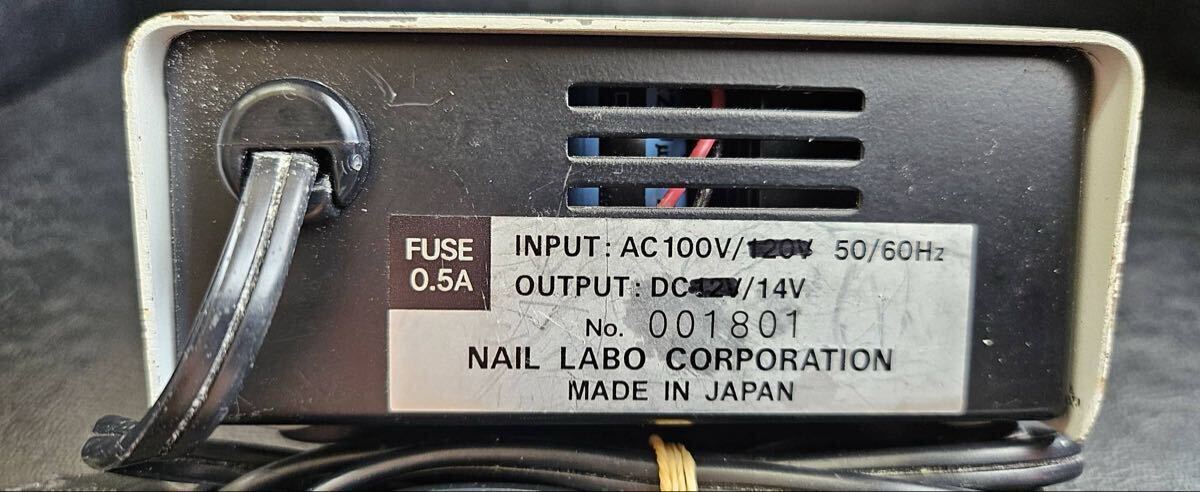 FUSE
0.5A
INPUT: AC100V/120V 50/60Hz
OUTPUT: DC12V/14V
No. 001801
NAIL LABO CORPORATION
MADE IN JAPAN